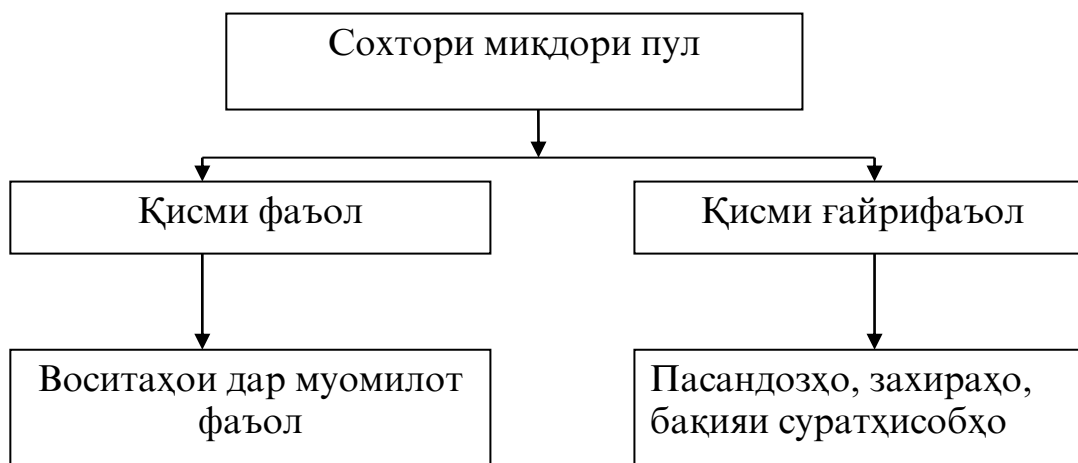 Сохтори миқдори пул
Қисми фаъол
Қисми ғайрифаъол
Воситаҳои дар муомилот
фаъол
Пасандозҳо, захираҳо,
бақияи суратҳисобҳо